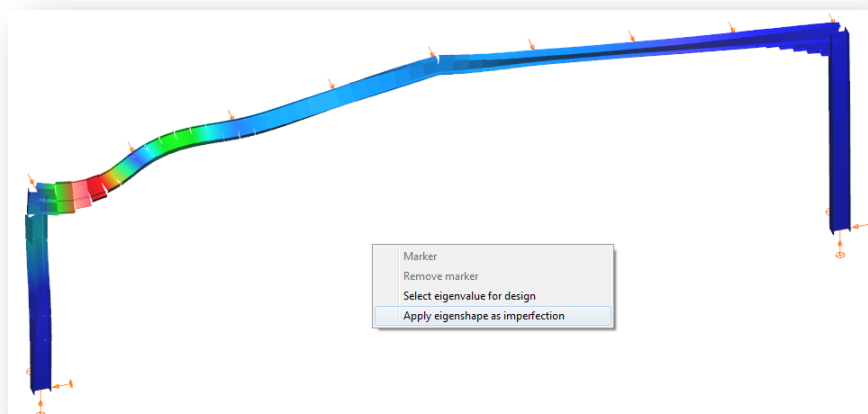 Marker
Remove marker
Select eigenvalue for design
Apply eigenshape as imperfection